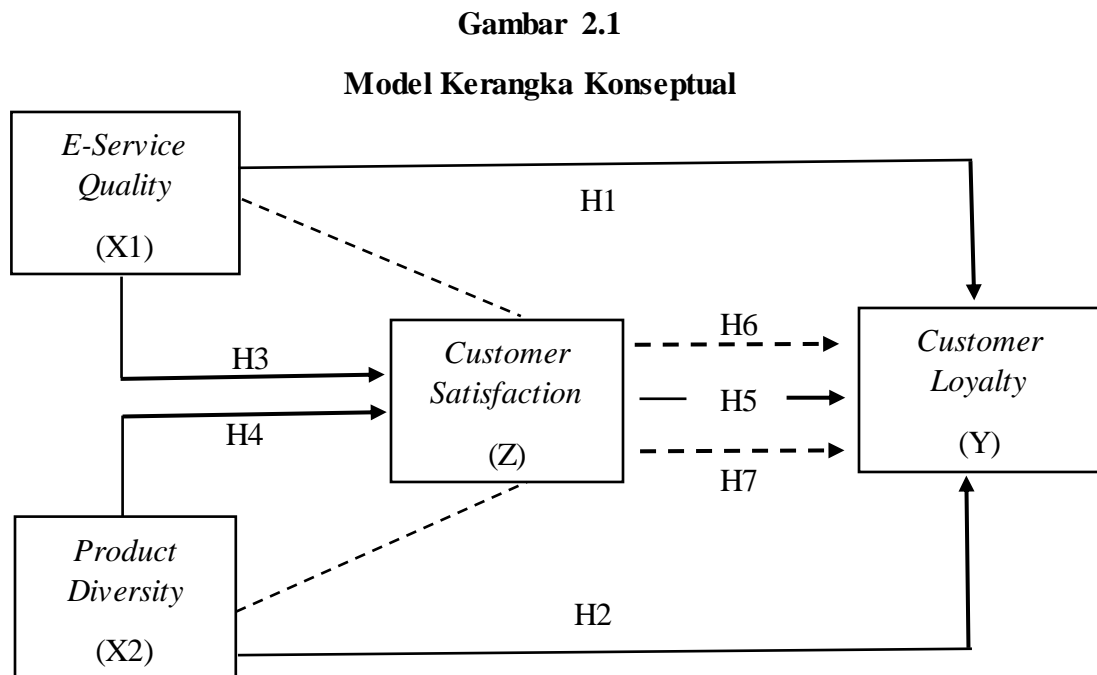 Gambar 2.1
Model Kerangka Konseptual
E-Service
Quality
(X1)
H1
H3
H4
Customer
Satisfaction
(Z)
H6
H5
H7
Customer
Loyalty
(Y)
Product
Diversity
(X2)
H2